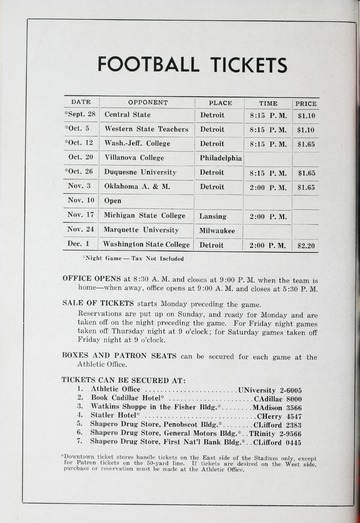 FOOTBALL TICKETS
DATE OPPONENT PLACE TIME PRICE
*Sept. 28 Central State Detroit 8:15 P. M. $1.10
*Oct. 5 Western State Teachers Detroit 8:15 P. M. $1.10
*Oct. 12 Wash.-Jeff. College Detroit 8:15 P. M. $1.65
Oct. 20 Villanova College Philadelphia
*Oct. 26 Duquesne University Detroit 8:15 P. M. $1.65
Nov. 3 Oklahoma A. & M. Detroit 2:00 P. M. $1.65
Nov. 10 Open
Nov. 17 Michigan State College Lansing 2:00 P. M.
Nov. 24 Marquette University Milwaukee
Dec. 1 Washington State College Detroit 2:00 P. M. $2.20
*Night Game—Tax Not Included
OFFICE OPENS at 8:30 A. M. and closes at 9:00 P. M. when the team is
home—when away, office opens at 9:00 A. M. and closes at 5:30 P. M.
SALE OF TICKETS starts Monday preceding the game.
Reservations are put up on Sunday, and ready for Monday and are
taken off on the night preceding the game. For Friday night games
taken off Thursday night at 9 o'clock; for Saturday games taken off
Friday night at 9 o'clock.
BOXES AND PATRON SEATS can be secured for each game at the
Athletic Office.
TICKETS CAN BE SECURED AT:
1. Athletic Office ........................UNiversity 2-6005
2. Book Cadillac Hotel* ........................CAdillac 8000
3. Watkins Shoppe in the Fisher Bldg.*........MAdison 3566
4. Statler Hotel* ........................CHerry 4547
5. Shapero Drug Store, Penobscot Bldg.*........CLifford 2383
6. Shapero Drug Store, General Motors Bldg.*. TRinity 2-9566
7. Shapero Drug Store, First Nat'l Bank Bldg.*. CLifford 0445
*Downtown ticket stores handle tickets on the East side of the Stadium only, except
for Patron tickets on the 50-yard line. If tickets are desired on the West side,
purchase or reservation must be made at the Athletic Office.